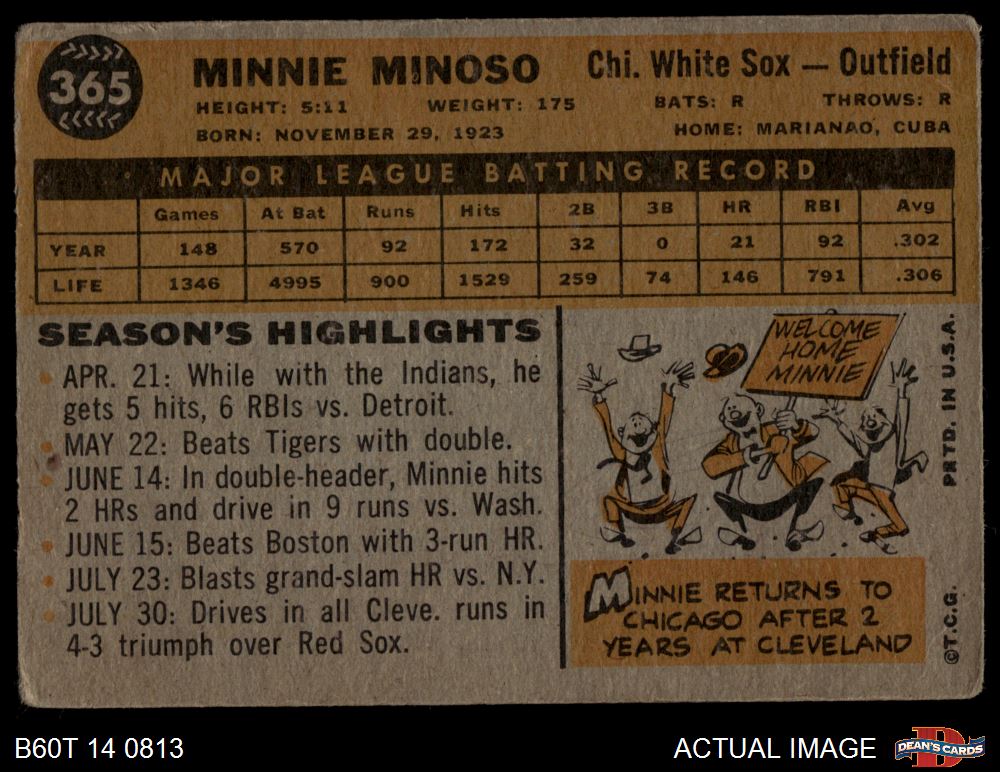 365
MINNIE MINOSO Chi. White Sox — Outfield
HEIGHT: 5:11 WEIGHT: 175 BATS: R THROWS: R
BORN: NOVEMBER 29, 1923 HOME: MARIANAO, CUBA
MAJOR LEAGUE BATTING RECORD
Games At Bat Runs Hits 2B 3B HR RBI Avg
YEAR 148 570 92 172 32 0 21 92 .302
LIFE 1346 4995 900 1529 259 74 146 791 .306
SEASON'S HIGHLIGHTS
APR. 21: While with the Indians, he
gets 5 hits, 6 RBIs vs. Detroit.
MAY 22: Beats Tigers with double.
JUNE 14: In double-header, Minnie hits
2 HRs and drive in 9 runs vs. Wash.
JUNE 15: Beats Boston with 3-run HR.
JULY 23: Blasts grand-slam HR vs. N.Y.
JULY 30: Drives in all Cleve. runs in
4-3 triumph over Red Sox.
WELCOME
HOME
MINNIE
MINNIE RETURNS TO
CHICAGO AFTER 2
YEARS AT CLEVELAND
©T.C.G. PRTD. IN U.S.A.
B60T 14 0813 ACTUAL IMAGE D DEAN'S CARDS